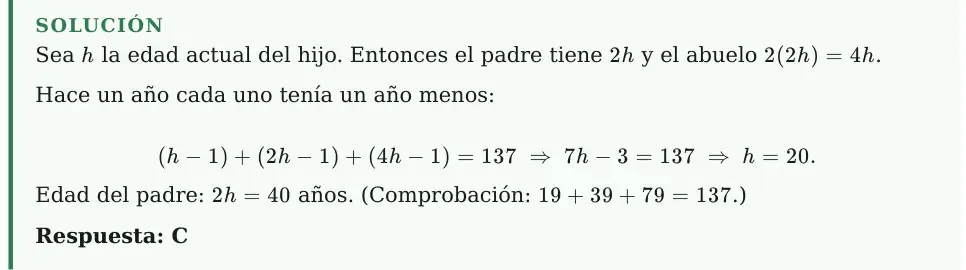 SOLUCIÓN
Sea h la edad actual del hijo. Entonces el padre tiene 2h y el abuelo 2(2h) = 4h.
Hace un año cada uno tenía un año menos:
(h − 1) + (2h − 1) + (4h − 1) = 137 ⇒ 7h − 3 = 137 ⇒ h = 20.
Edad del padre: 2h = 40 años. (Comprobación: 19 + 39 + 79 = 137.)
Respuesta: C